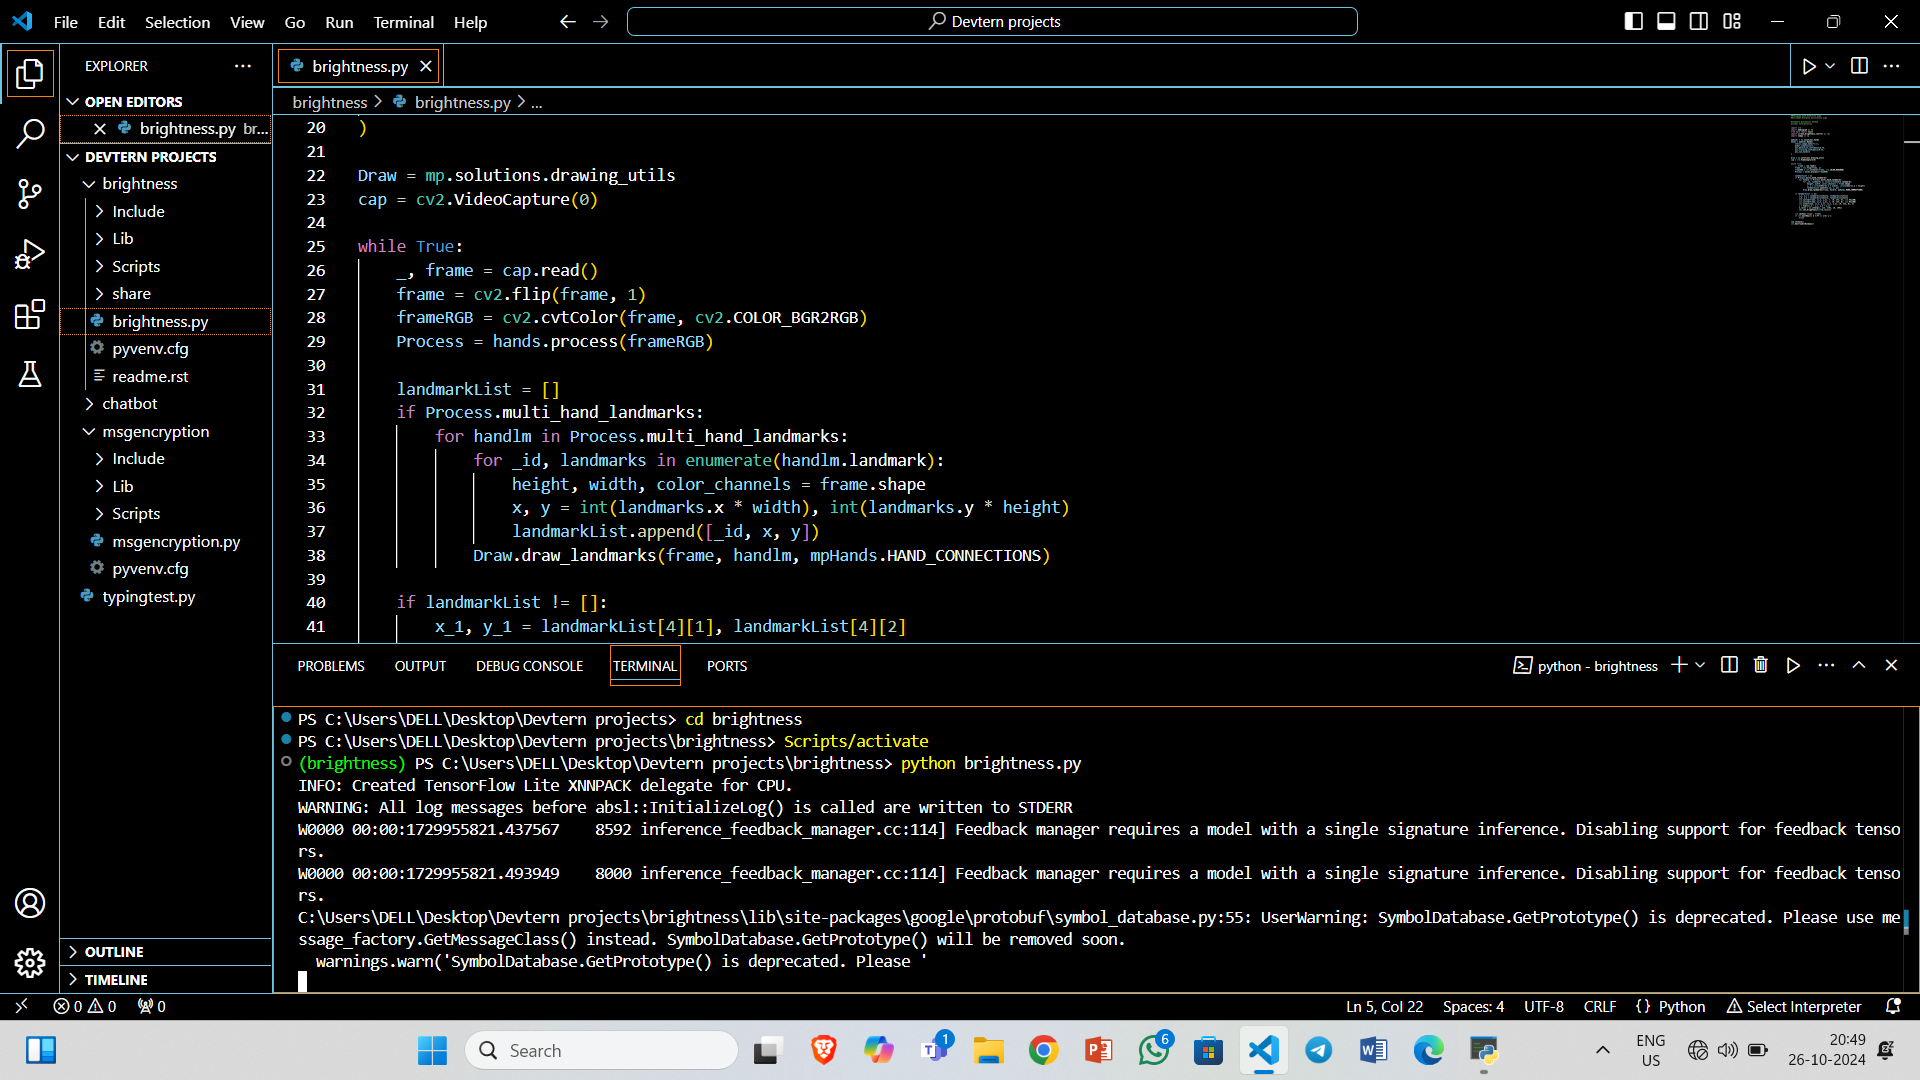 File Edit Selection View Go Run Terminal Help
Devtern projects
EXPLORER
OPEN EDITORS
brightness.py br...
DEVTERN PROJECTS
brightness
Include
Lib
Scripts
share
brightness.py
pyvenv.cfg
readme.rst
chatbot
msgencryption
Include
Lib
Scripts
msgencryption.py
pyvenv.cfg
typingtest.py
OUTLINE
TIMELINE
brightness.py
brightness > brightness.py > ...
20 )
21
22 Draw = mp.solutions.drawing_utils
23 cap = cv2.VideoCapture(0)
24
25 while True:
26 _, frame = cap.read()
27 frame = cv2.flip(frame, 1)
28 frameRGB = cv2.cvtColor(frame, cv2.COLOR_BGR2RGB)
29 Process = hands.process(frameRGB)
30
31 landmarkList = []
32 if Process.multi_hand_landmarks:
33 for handlm in Process.multi_hand_landmarks:
34 for _id, landmarks in enumerate(handlm.landmark):
35 height, width, color_channels = frame.shape
36 x, y = int(landmarks.x * width), int(landmarks.y * height)
37 landmarkList.append([_id, x, y])
38 Draw.draw_landmarks(frame, handlm, mpHands.HAND_CONNECTIONS)
39
40 if landmarkList != []:
41 x_1, y_1 = landmarkList[4][1], landmarkList[4][2]
PROBLEMS OUTPUT DEBUG CONSOLE TERMINAL PORTS
python - brightness
PS C:\Users\DELL\Desktop\Devtern projects> cd brightness
PS C:\Users\DELL\Desktop\Devtern projects\brightness> Scripts/activate
(brightness) PS C:\Users\DELL\Desktop\Devtern projects\brightness> python brightness.py
INFO: Created TensorFlow Lite XNNPACK delegate for CPU.
WARNING: All log messages before absl::InitializeLog() is called are written to STDERR
W0000 00:00:1729955821.437567    8592 inference_feedback_manager.cc:114] Feedback manager requires a model with a single signature inference. Disabling support for feedback tenso
rs.
W0000 00:00:1729955821.493949    8000 inference_feedback_manager.cc:114] Feedback manager requires a model with a single signature inference. Disabling support for feedback tenso
rs.
C:\Users\DELL\Desktop\Devtern projects\brightness\lib\site-packages\google\protobuf\symbol_database.py:55: UserWarning: SymbolDatabase.GetPrototype() is deprecated. Please use me
ssage_factory.GetMessageClass() instead. SymbolDatabase.GetPrototype() will be removed soon.
warnings.warn('SymbolDatabase.GetPrototype() is deprecated. Please '
0 0 0 Ln 5, Col 22 Spaces: 4 UTF-8 CRLF {} Python Select Interpreter
Search 1 6 ENG 20:49
US 26-10-2024